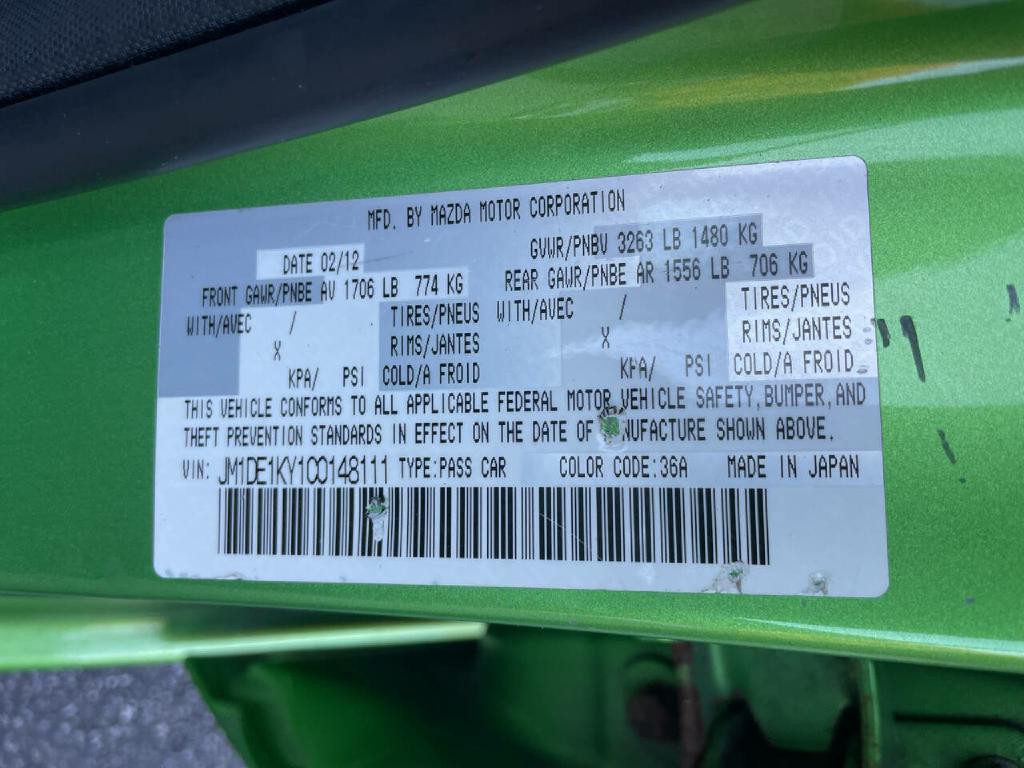 MFD. BY MAZDA MOTOR CORPORATION
DATE 02/12 GVWR/PNBV 3263 LB 1480 KG
FRONT GAWR/PNBE AV 1706 LB 774 KG REAR GAWR/PNBE AR 1556 LB 706 KG
WITH/AVEC / TIRES/PNEUS WITH/AVEC / TIRES/PNEUS
X RIMS/JANTES X RIMS/JANTES
KPA/ PSI COLD/A FROID KPA/ PSI COLD/A FROID
THIS VEHICLE CONFORMS TO ALL APPLICABLE FEDERAL MOTOR VEHICLE SAFETY, BUMPER, AND
THEFT PREVENTION STANDARDS IN EFFECT ON THE DATE OF NUFACTURE SHOWN ABOVE.
VIN: JM1DE1KY1C0148111 TYPE:PASS CAR COLOR CODE:36A MADE IN JAPAN